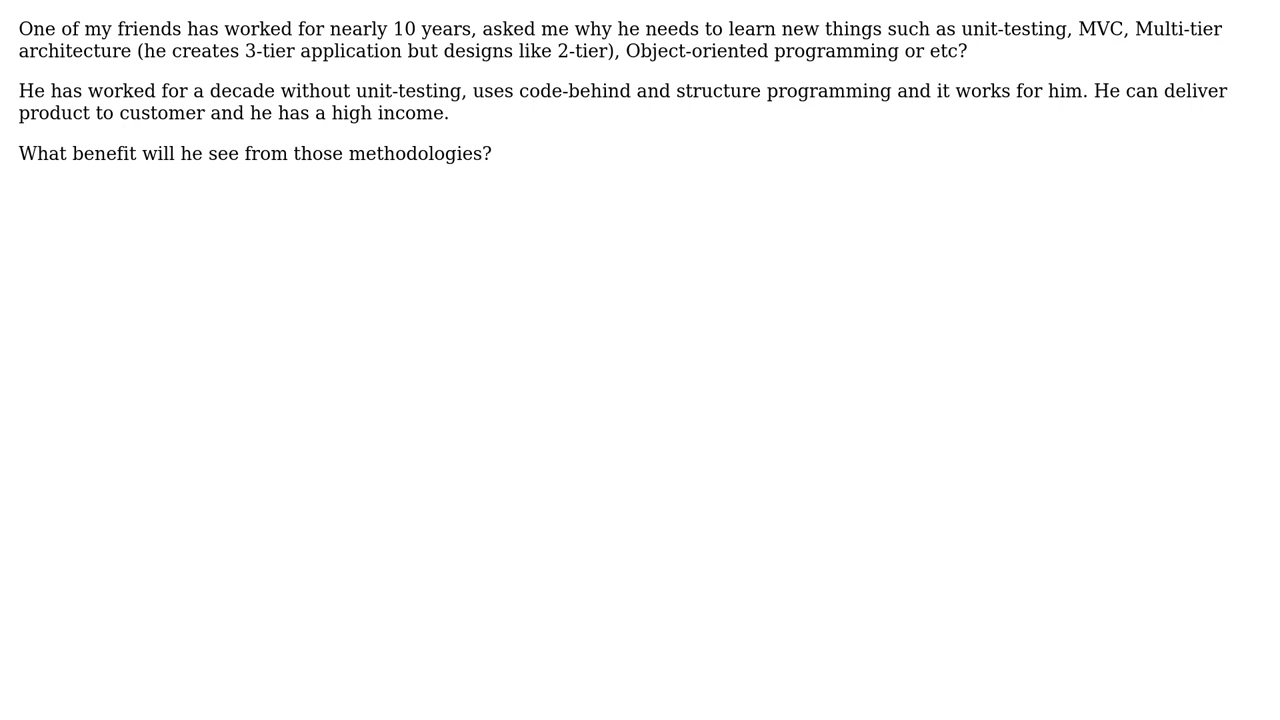 One of my friends has worked for nearly 10 years, asked me why he needs to learn new things such as unit-testing, MVC, Multi-tier
architecture (he creates 3-tier application but designs like 2-tier), Object-oriented programming or etc?
He has worked for a decade without unit-testing, uses code-behind and structure programming and it works for him. He can deliver
product to customer and he has a high income.
What benefit will he see from those methodologies?